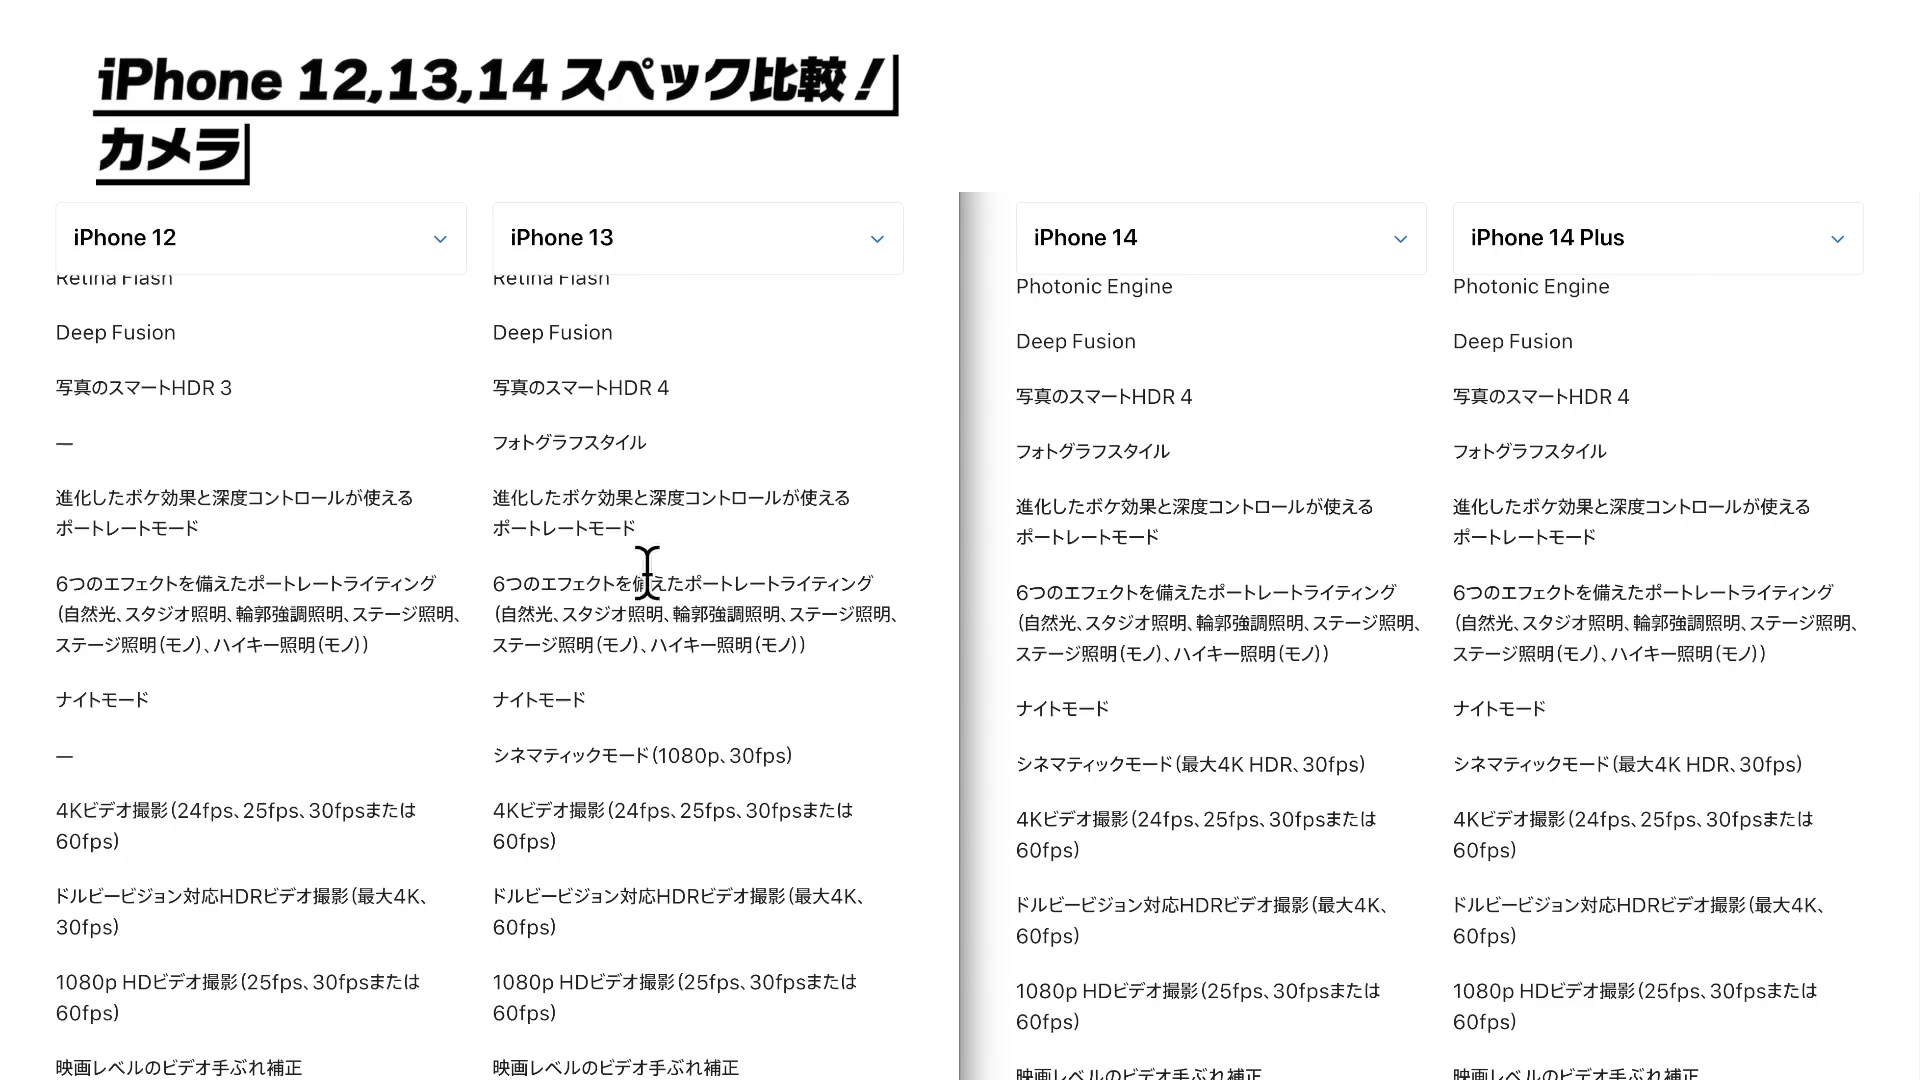 iPhone 12,13,14 スペック比較！
カメラ
iPhone 12
Retina Flash
Deep Fusion
写真のスマートHDR 3
—
進化したボケ効果と深度コントロールが使える
ポートレートモード
6つのエフェクトを備えたポートレートライティング
(自然光、スタジオ照明、輪郭強調照明、ステージ照明、
ステージ照明(モノ)、ハイキー照明(モノ))
ナイトモード
—
4Kビデオ撮影(24fps、25fps、30fpsまたは
60fps)
ドルビービジョン対応HDRビデオ撮影(最大4K、
30fps)
1080p HDビデオ撮影(25fps、30fpsまたは
60fps)
映画レベルのビデオ手ぶれ補正
iPhone 13
Retina Flash
Deep Fusion
写真のスマートHDR 4
フォトグラフスタイル
進化したボケ効果と深度コントロールが使える
ポートレートモード
6つのエフェクトを備えたポートレートライティング
(自然光、スタジオ照明、輪郭強調照明、ステージ照明、
ステージ照明(モノ)、ハイキー照明(モノ))
ナイトモード
シネマティックモード(1080p、30fps)
4Kビデオ撮影(24fps、25fps、30fpsまたは
60fps)
ドルビービジョン対応HDRビデオ撮影(最大4K、
60fps)
1080p HDビデオ撮影(25fps、30fpsまたは
60fps)
映画レベルのビデオ手ぶれ補正
iPhone 14
Photonic Engine
Deep Fusion
写真のスマートHDR 4
フォトグラフスタイル
進化したボケ効果と深度コントロールが使える
ポートレートモード
6つのエフェクトを備えたポートレートライティング
(自然光、スタジオ照明、輪郭強調照明、ステージ照明、
ステージ照明(モノ)、ハイキー照明(モノ))
ナイトモード
シネマティックモード(最大4K HDR、30fps)
4Kビデオ撮影(24fps、25fps、30fpsまたは
60fps)
ドルビービジョン対応HDRビデオ撮影(最大4K、
60fps)
1080p HDビデオ撮影(25fps、30fpsまたは
60fps)
映画レベルのビデオ手ぶれ補正
iPhone 14 Plus
Photonic Engine
Deep Fusion
写真のスマートHDR 4
フォトグラフスタイル
進化したボケ効果と深度コントロールが使える
ポートレートモード
6つのエフェクトを備えたポートレートライティング
(自然光、スタジオ照明、輪郭強調照明、ステージ照明、
ステージ照明(モノ)、ハイキー照明(モノ))
ナイトモード
シネマティックモード(最大4K HDR、30fps)
4Kビデオ撮影(24fps、25fps、30fpsまたは
60fps)
ドルビービジョン対応HDRビデオ撮影(最大4K、
60fps)
1080p HDビデオ撮影(25fps、30fpsまたは
60fps)
映画レベルのビデオ手ぶれ補正